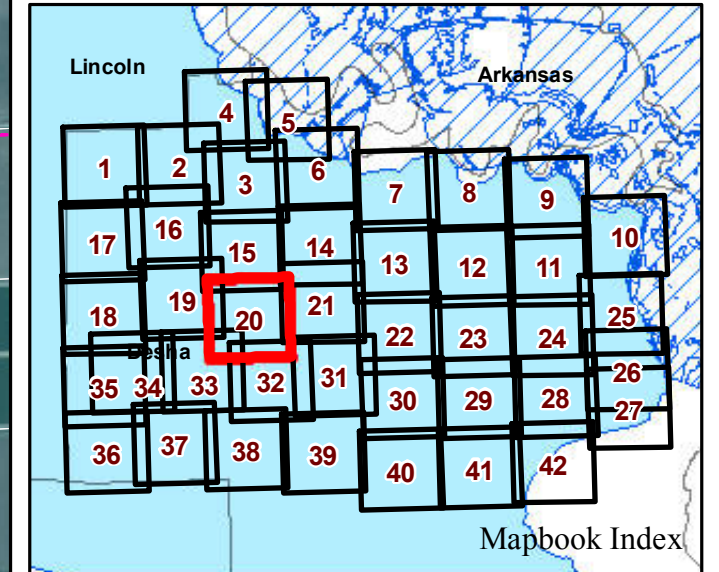 Lincoln
Arkansas
4
5
1 2 3 6
7 8 9
17 16 15 14 13 12 11 10
18 19 20 21 22 23 24 25
Desha
35 34 33 32 31 30 29 28 26
27
36 37 38 39 40 41 42
Mapbook Index